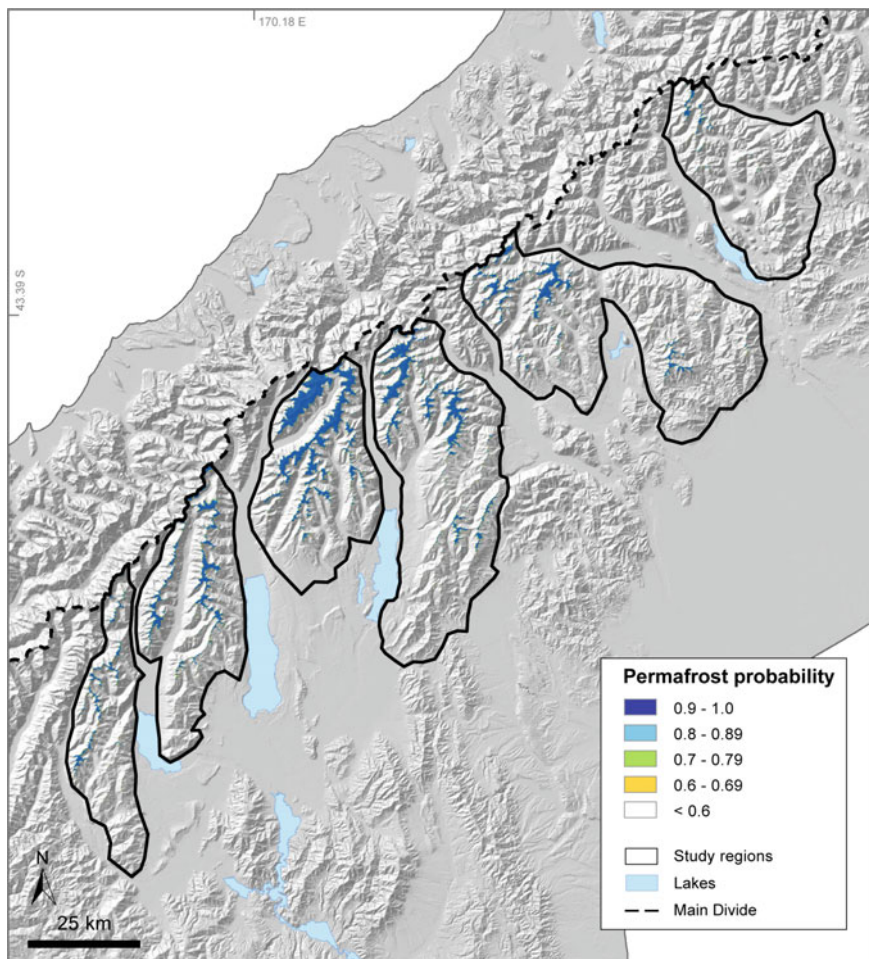 170.18 E
43.39 S
Permafrost probability
0.9 - 1.0
0.8 - 0.89
0.7 - 0.79
0.6 - 0.69
< 0.6
Study regions
Lakes
Main Divide
N
25 km